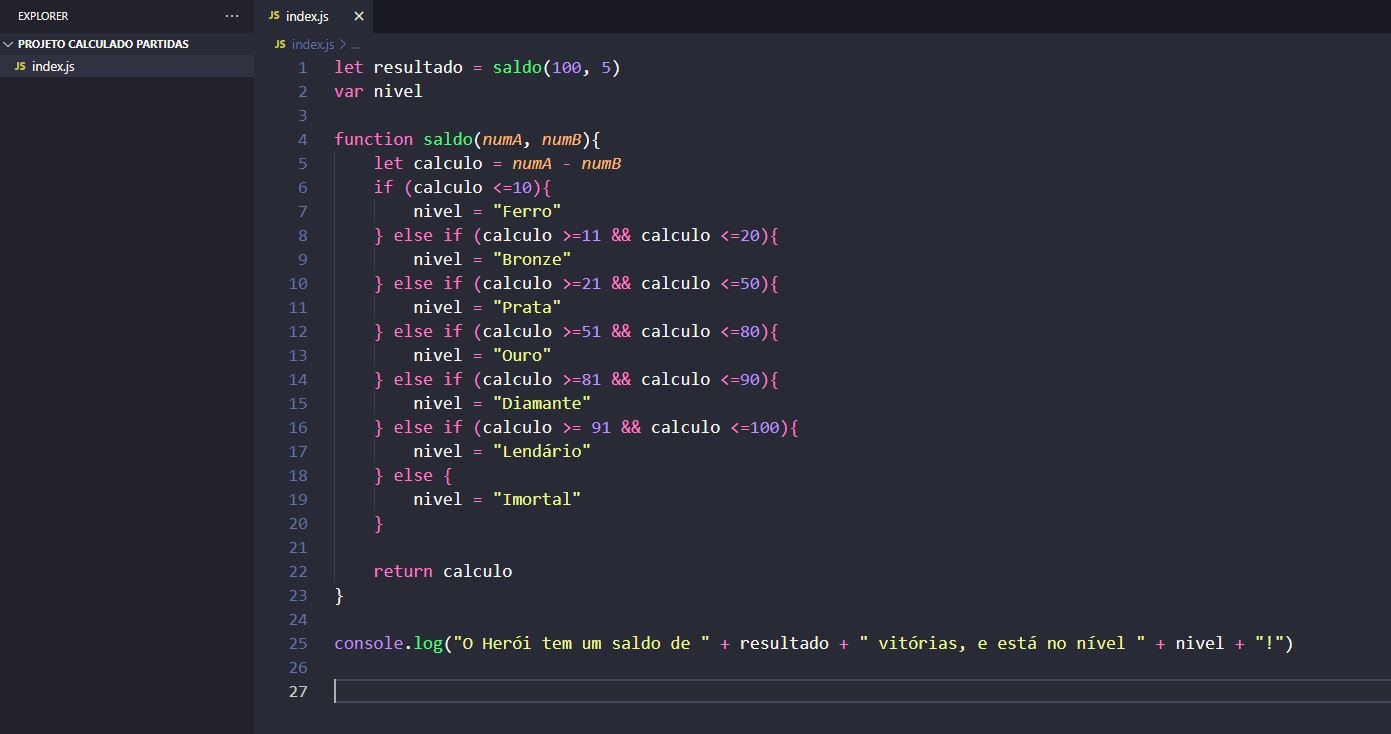 EXPLORER ...
JS index.js ×
PROJETO CALCULADO PARTIDAS
JS index.js
JS index.js > ...
1 let resultado = saldo(100, 5)
2 var nivel
3
4 function saldo(numA, numB){
5     let calculo = numA - numB
6     if (calculo <=10){
7         nivel = "Ferro"
8     } else if (calculo >=11 && calculo <=20){
9         nivel = "Bronze"
10     } else if (calculo >=21 && calculo <=50){
11         nivel = "Prata"
12     } else if (calculo >=51 && calculo <=80){
13         nivel = "Ouro"
14     } else if (calculo >=81 && calculo <=90){
15         nivel = "Diamante"
16     } else if (calculo >= 91 && calculo <=100){
17         nivel = "Lendário"
18     } else {
19         nivel = "Imortal"
20     }
21
22     return calculo
23 }
24
25 console.log("O Herói tem um saldo de " + resultado + " vitórias, e está no nível " + nivel + "!")
26
27